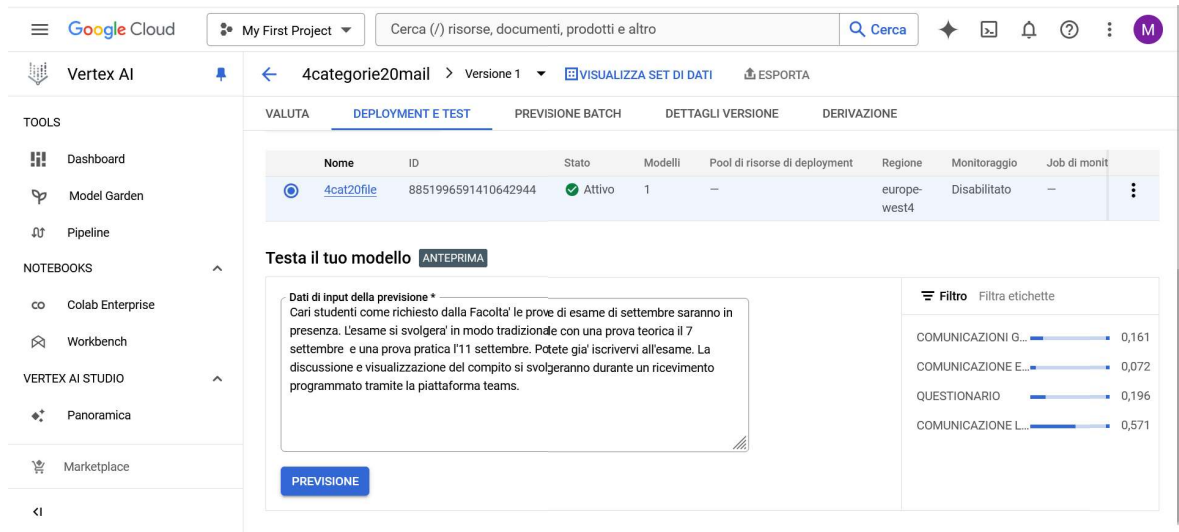 Google Cloud
My First Project
Cerca (/) risorse, documenti, prodotti e altro
Cerca
M
Vertex AI
4categorie20mail > Versione 1
VISUALIZZA SET DI DATI
ESPORTA
TOOLS
Dashboard
Model Garden
Pipeline
NOTEBOOKS
Colab Enterprise
Workbench
VERTEX AI STUDIO
Panoramica
Marketplace
VALUTA
DEPLOYMENT E TEST
PREVISIONE BATCH
DETTAGLI VERSIONE
DERIVAZIONE
Nome ID Stato Modelli Pool di risorse di deployment Regione Monitoraggio Job di monit
4cat20file 8851996591410642944 Attivo 1 – europe- Disabilitato –
west4
Testa il tuo modello ANTEPRIMA
Dati di input della previsione *
Cari studenti come richiesto dalla Facolta' le prove di esame di settembre saranno in
presenza. L'esame si svolgera' in modo tradizionale con una prova teorica il 7
settembre e una prova pratica l'11 settembre. Potete gia' iscrivervi all'esame. La
discussione e visualizzazione del compito si svolgeranno durante un ricevimento
programmato tramite la piattaforma teams.
PREVISIONE
Filtro Filtra etichette
COMUNICAZIONI G... 0,161
COMUNICAZIONE E... 0,072
QUESTIONARIO 0,196
COMUNICAZIONE L... 0,571